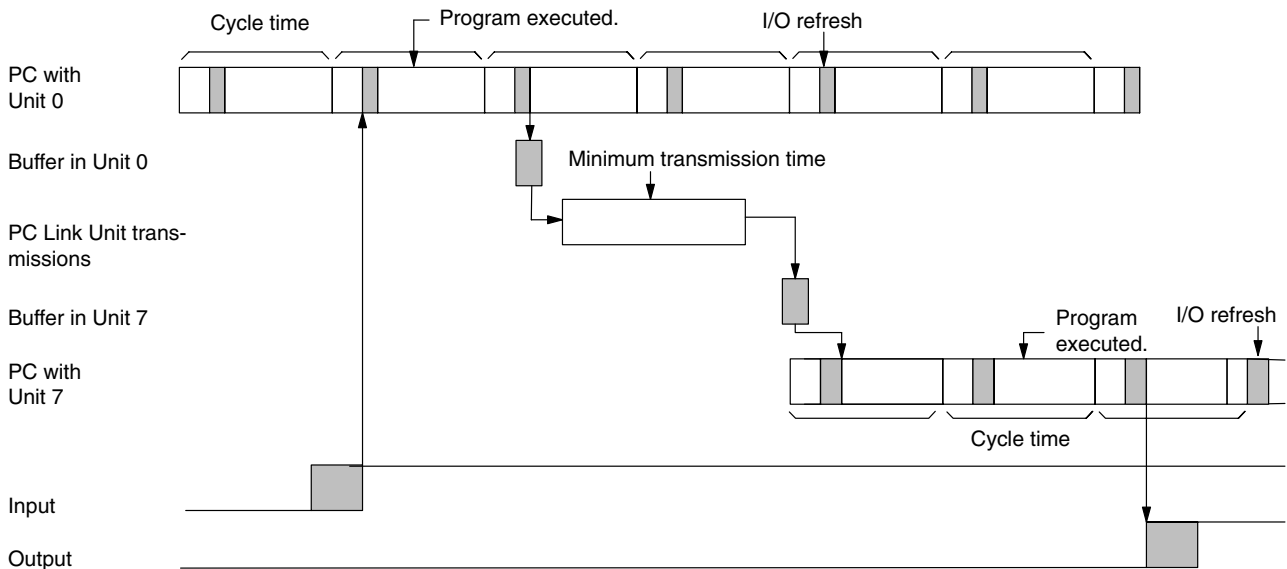 Cycle time
Program executed.
I/O refresh
PC with
Unit 0
Buffer in Unit 0
Minimum transmission time
PC Link Unit trans-
missions
Buffer in Unit 7
Program
executed.
I/O refresh
PC with
Unit 7
Cycle time
Input
Output